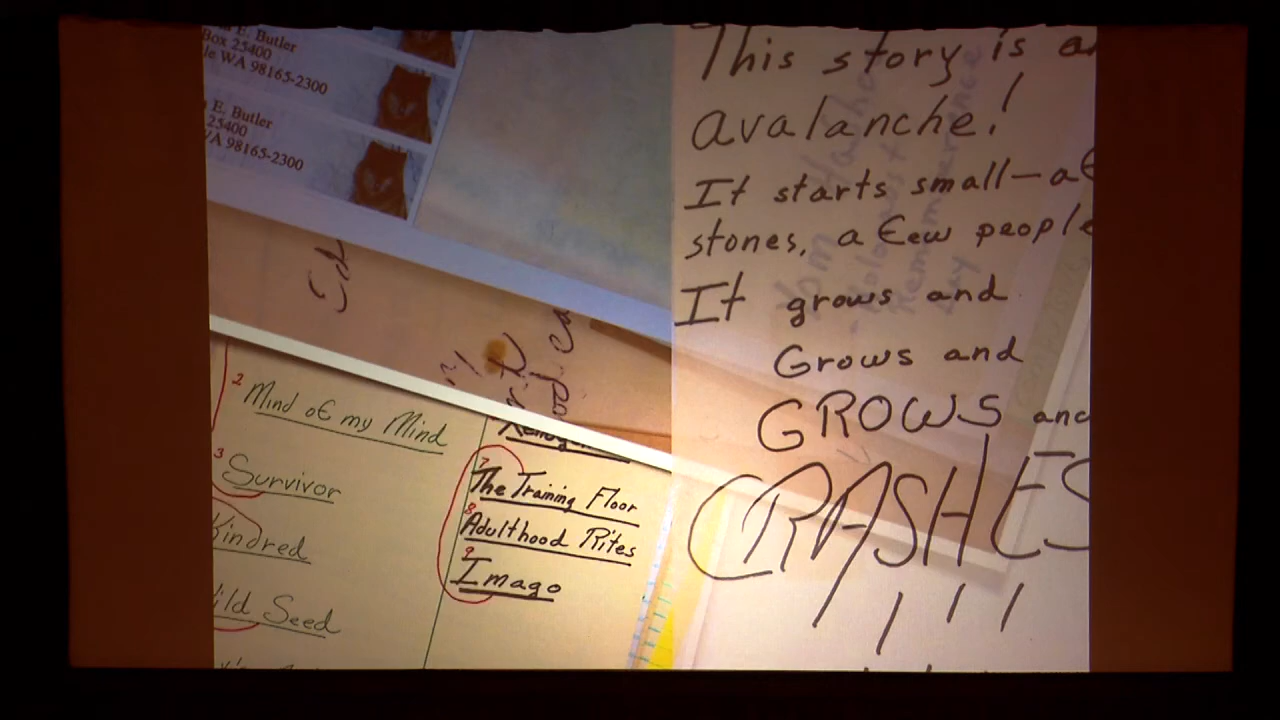 E. Butler
Box 25400
le WA 98165-2300
E. Butler
25400
/A 98165-2300
This story is a
avalanche!
It starts small—a
stones, a few people
It grows and
Grows and
GROWS and
CRASHES
!!!
2 Mind of my Mind
3 Survivor
Kindred
ild Seed
7 The Training Floor
8 Adulthood Rites
9 Imago